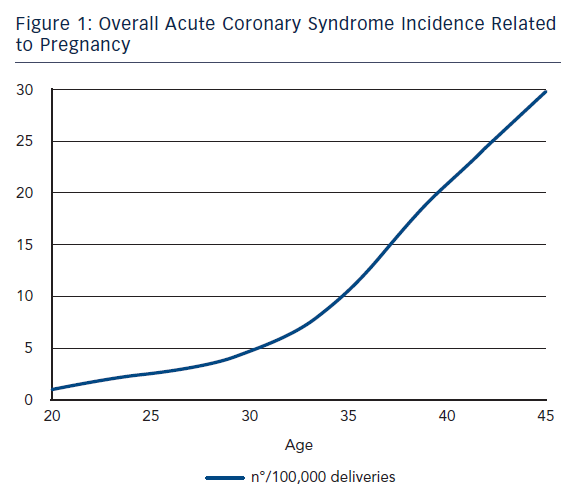 Figure 1: Overall Acute Coronary Syndrome Incidence Related
to Pregnancy
30
25
20
15
10
5
0
20 25 30 35 40 45
Age
n°/100,000 deliveries